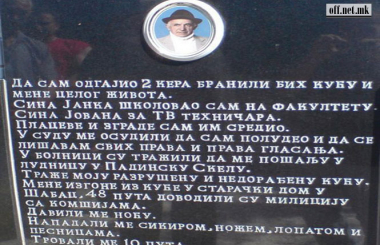 off.net.mk
ДА САМ ОДГАЈИО 2 КЕРА БРАНИЛИ БИХ КУЋУ И
МЕНЕ ЦЕЛОГ ЖИВОТА.
СИНА ЈАНКА ШКОЛОВАО САМ НА ФАКУЛТЕТУ.
СИНА ЈОВАНА ЗА ТВ ТЕХНИЧАРА.
ПЛАЦЕВЕ И ЗГРАДЕ САМ ИМ СРЕДИО.
У СУДУ МЕ ОСУДИЛИ ДА САМ ПОЛУДЕО И ДА СЕ
ЛИШАВАМ СВИХ ПРАВА И ПРАВА ГЛАСАЊА.
У БОЛНИЦИ СУ ТРАЖИЛИ ДА МЕ ПОШАЉУ У
ЛУДНИЦУ У ПАДИНСКУ СКЕЛУ.
ТРАЖЕ МОЈУ РАЗРУШЕНУ И НЕДОРАЂЕНУ КУЋУ.
МЕНЕ ИЗГОНЕ ИЗ КУЋЕ У СТАРАЧКИ ДОМ У
ШАБАЦ, 48 ПУТА ДОВОДИЛИ СУ МИЛИЦИЈУ
СА КОМШИЈАМА.
ДАВИЛИ МЕ НОЋУ.
НАПАДАЛИ МЕ СИКИРОМ, НОЖЕМ, ЛОПАТОМ И
ПЕСНИЦАМА.
ТРОВАЛИ МЕ 10 ПУТА